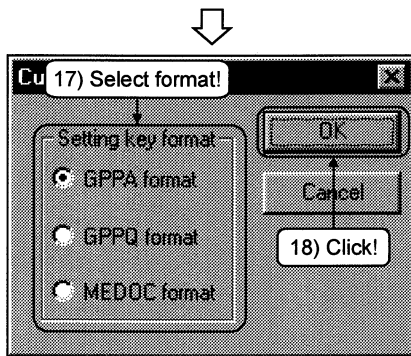 Cu
17) Select format!
Setting key format
OK
GPPA format
Cancel
GPPQ format
18) Click!
MEDOC format